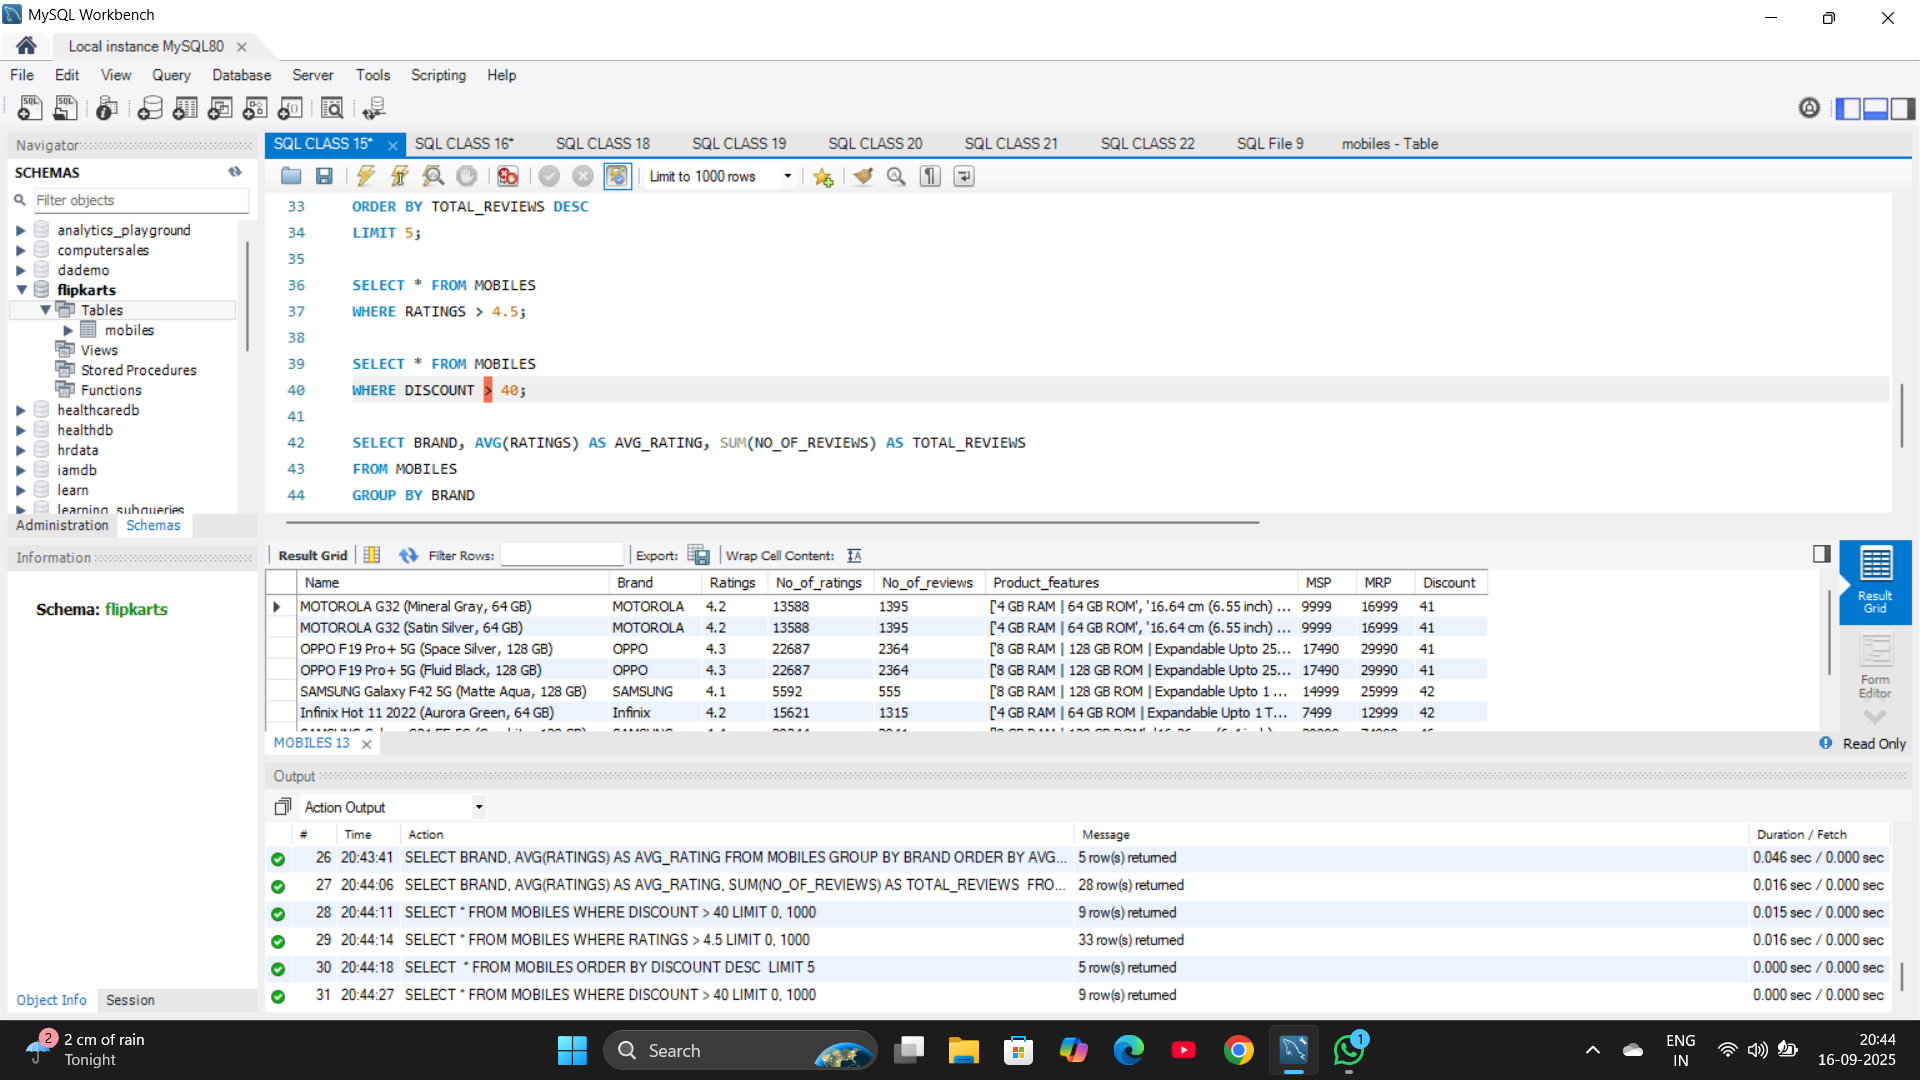 MySQL Workbench
Local instance MySQL80
File Edit View Query Database Server Tools Scripting Help
Navigator
SCHEMAS
Filter objects
analytics_playground
computersales
dademo
flipkarts
Tables
mobiles
Views
Stored Procedures
Functions
healthcaredb
healthdb
hrdata
iamdb
learn
learning_subqueries
Administration Schemas
Information
Schema: flipkarts
Object Info Session
SQL CLASS 15* SQL CLASS 16* SQL CLASS 18 SQL CLASS 19 SQL CLASS 20 SQL CLASS 21 SQL CLASS 22 SQL File 9 mobiles - Table
Limit to 1000 rows
33 ORDER BY TOTAL_REVIEWS DESC
34 LIMIT 5;
35
36 SELECT * FROM MOBILES
37 WHERE RATINGS > 4.5;
38
39 SELECT * FROM MOBILES
40 WHERE DISCOUNT > 40;
41
42 SELECT BRAND, AVG(RATINGS) AS AVG_RATING, SUM(NO_OF_REVIEWS) AS TOTAL_REVIEWS
43 FROM MOBILES
44 GROUP BY BRAND
Result Grid Filter Rows: Export: Wrap Cell Content:
Name Brand Ratings No_of_ratings No_of_reviews Product_features MSP MRP Discount
MOTOROLA G32 (Mineral Gray, 64 GB) MOTOROLA 4.2 13588 1395 ['4 GB RAM | 64 GB ROM', '16.64 cm (6.55 inch) ... 9999 16999 41
MOTOROLA G32 (Satin Silver, 64 GB) MOTOROLA 4.2 13588 1395 ['4 GB RAM | 64 GB ROM', '16.64 cm (6.55 inch) ... 9999 16999 41
OPPO F19 Pro+ 5G (Space Silver, 128 GB) OPPO 4.3 22687 2364 ['8 GB RAM | 128 GB ROM | Expandable Upto 25... 17490 29990 41
OPPO F19 Pro+ 5G (Fluid Black, 128 GB) OPPO 4.3 22687 2364 ['8 GB RAM | 128 GB ROM | Expandable Upto 25... 17490 29990 41
SAMSUNG Galaxy F42 5G (Matte Aqua, 128 GB) SAMSUNG 4.1 5592 555 ['8 GB RAM | 128 GB ROM | Expandable Upto 1 ... 14999 25999 42
Infinix Hot 11 2022 (Aurora Green, 64 GB) Infinix 4.2 15621 1315 ['4 GB RAM | 64 GB ROM | Expandable Upto 1 T... 7499 12999 42
Result Grid
Form Editor
MOBILES 13
Read Only
Output
Action Output
# Time Action Message Duration / Fetch
26 20:43:41 SELECT BRAND, AVG(RATINGS) AS AVG_RATING FROM MOBILES GROUP BY BRAND ORDER BY AVG... 5 row(s) returned 0.046 sec / 0.000 sec
27 20:44:06 SELECT BRAND, AVG(RATINGS) AS AVG_RATING, SUM(NO_OF_REVIEWS) AS TOTAL_REVIEWS FRO... 28 row(s) returned 0.016 sec / 0.000 sec
28 20:44:11 SELECT * FROM MOBILES WHERE DISCOUNT > 40 LIMIT 0, 1000 9 row(s) returned 0.015 sec / 0.000 sec
29 20:44:14 SELECT * FROM MOBILES WHERE RATINGS > 4.5 LIMIT 0, 1000 33 row(s) returned 0.016 sec / 0.000 sec
30 20:44:18 SELECT * FROM MOBILES ORDER BY DISCOUNT DESC LIMIT 5 5 row(s) returned 0.000 sec / 0.000 sec
31 20:44:27 SELECT * FROM MOBILES WHERE DISCOUNT > 40 LIMIT 0, 1000 9 row(s) returned 0.000 sec / 0.000 sec
2
2 cm of rain
Tonight
Search
1
ENG
IN
20:44
16-09-2025